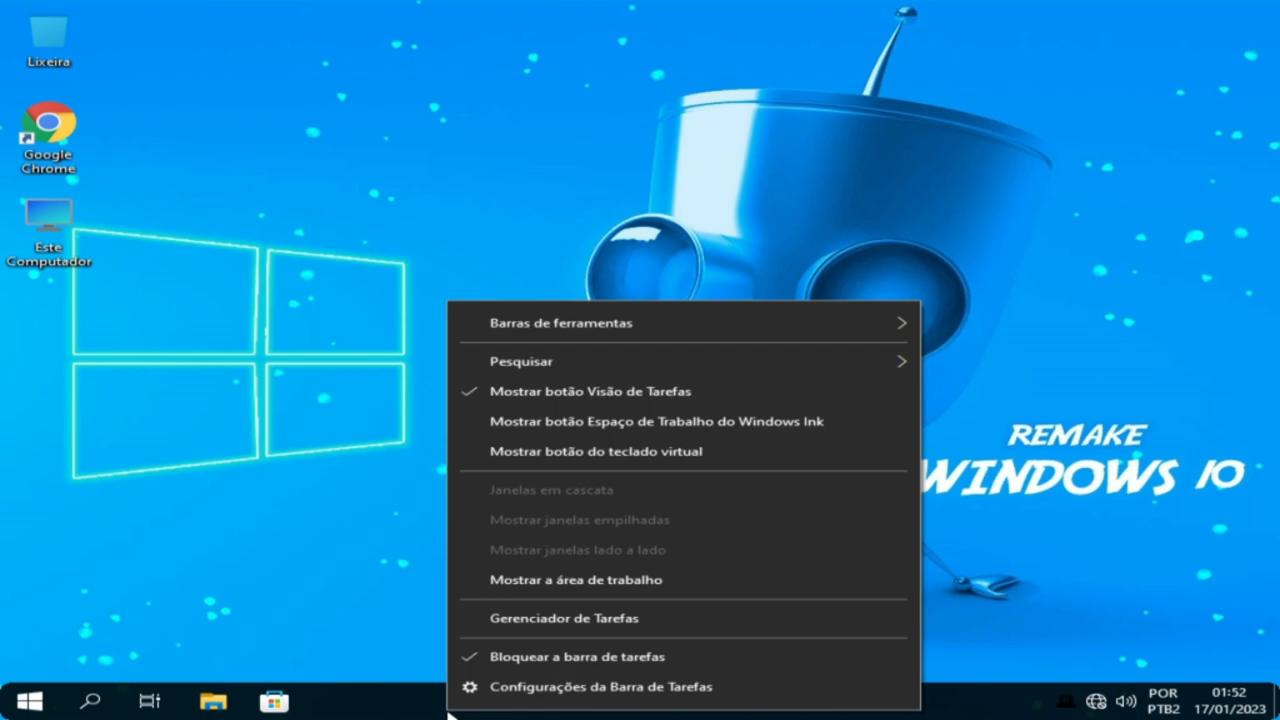 Lixeira
Google
Chrome
Este
Computador
Barras de ferramentas
Pesquisar
Mostrar botão Visão de Tarefas
Mostrar botão Espaço de Trabalho do Windows Ink
Mostrar botão do teclado virtual
Janelas em cascata
Mostrar janelas empilhadas
Mostrar janelas lado a lado
Mostrar a área de trabalho
Gerenciador de Tarefas
Bloquear a barra de tarefas
Configurações da Barra de Tarefas
REMAKE
WINDOWS 10
POR
PTB2
01:52
17/01/2023